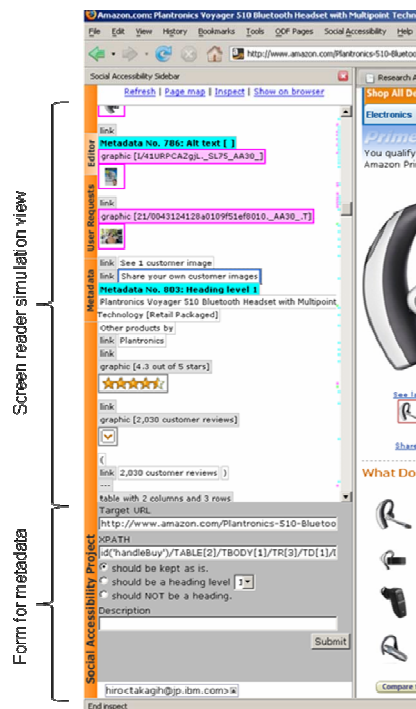 Amazon.com: Plantronics Voyager 510 Bluetooth Headset with Multipoint Techn
File Edit View History Bookmarks Tools ODF Pages Social Accessibility Help
http://www.amazon.com/Plantronics-510-Bluetoo
Social Accessibility Sidebar
Research A
Refresh | Page map | Inspect | Show on browser
Shop All De
Electronics
Prime
You qualify
Amazon Pri
Screen reader simulation view
Editor
User Requests
Metadata
link
Metadata No. 786: Alt text [ ]
graphic [1/41URPCAZgjL._SL75_AA30_]
link
graphic [21/0043124128a0109f51ef8010._AA30_.T]
link See 1 customer image
link Share your own customer images
Metadata No. 803: Heading level 1
Plantronics Voyager 510 Bluetooth Headset with Multipoint
Technology [Retail Packaged]
Other products by
link Plantronics
link
graphic [4.3 out of 5 stars]
link
graphic [2,030 customer reviews]
(
link 2,030 customer reviews )
---
table with 2 columns and 3 rows
See la
Share
What Do
Form for metadata
Social Accessibility Project
Target URL
http://www.amazon.com/Plantronics-510-Bluetoo
XPATH
id('handleBuy')/TABLE[2]/TBODY[1]/TR[3]/TD[1]/
should be kept as is.
should be a heading level 1
should NOT be a heading.
Description
Submit
hiroctakagih@jp.ibm.com>
Compare
End inspect